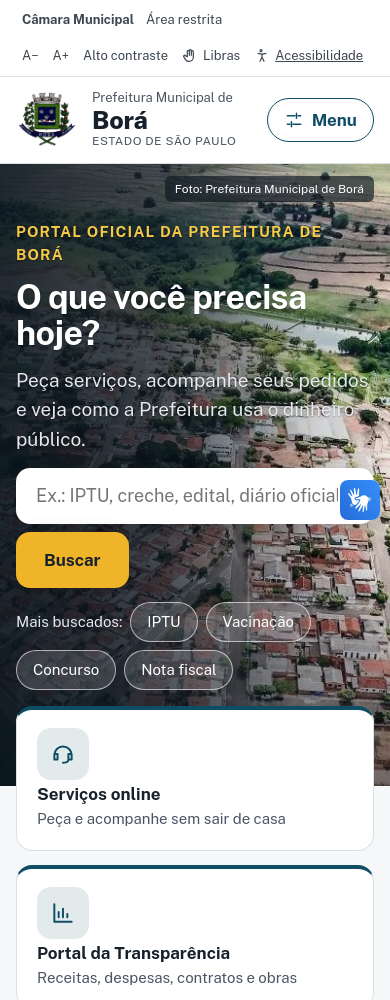 Câmara Municipal Área restrita
A− A+ Alto contraste Libras Acessibilidade
Prefeitura Municipal de
Borá
ESTADO DE SÃO PAULO
Menu
Foto: Prefeitura Municipal de Borá
PORTAL OFICIAL DA PREFEITURA DE
BORÁ
O que você precisa
hoje?
Peça serviços, acompanhe seus pedidos
e veja como a Prefeitura usa o dinheiro
público.
Ex.: IPTU, creche, edital, diário oficial
Buscar
Mais buscados: IPTU Vacinação
Concurso Nota fiscal
Serviços online
Peça e acompanhe sem sair de casa
Portal da Transparência
Receitas, despesas, contratos e obras